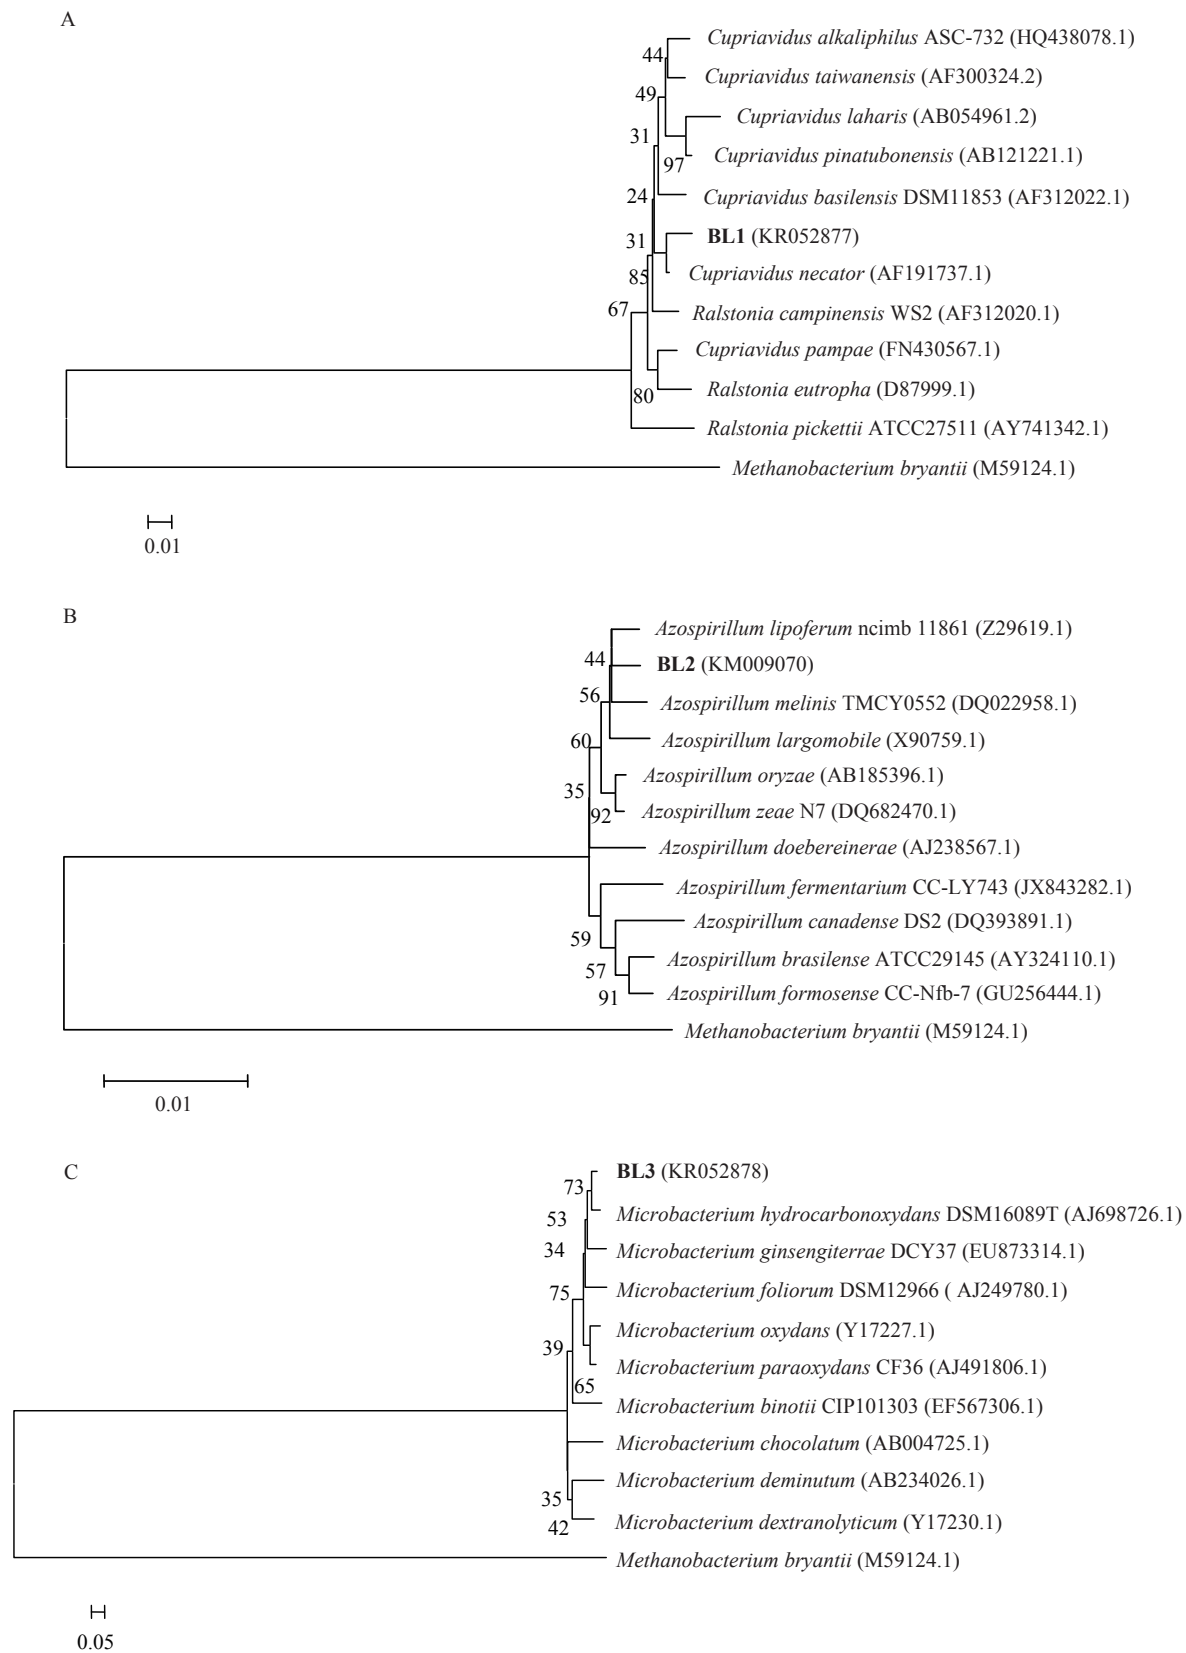 A
Cupriavidus alkaliphilus ASC-732 (HQ438078.1)
44
Cupriavidus taiwanensis (AF300324.2)
49
Cupriavidus laharis (AB054961.2)
31
Cupriavidus pinatubonensis (AB121221.1)
97
24
Cupriavidus basilensis DSM11853 (AF312022.1)
31
BL1 (KR052877)
85
Cupriavidus necator (AF191737.1)
67
Ralstonia campinensis WS2 (AF312020.1)
Cupriavidus pampae (FN430567.1)
80
Ralstonia eutropha (D87999.1)
Ralstonia pickettii ATCC27511 (AY741342.1)
Methanobacterium bryantii (M59124.1)
0.01
B
Azospirillum lipoferum ncimb 11861 (Z29619.1)
44
BL2 (KM009070)
56
Azospirillum melinis TMCY0552 (DQ022958.1)
60
Azospirillum largomobile (X90759.1)
Azospirillum oryzae (AB185396.1)
35
92
Azospirillum zeae N7 (DQ682470.1)
Azospirillum doebereinerae (AJ238567.1)
Azospirillum fermentarium CC-LY743 (JX843282.1)
Azospirillum canadense DS2 (DQ393891.1)
59
Azospirillum brasilense ATCC29145 (AY324110.1)
57
91
Azospirillum formosense CC-Nfb-7 (GU256444.1)
Methanobacterium bryantii (M59124.1)
0.01
C
BL3 (KR052878)
73
Microbacterium hydrocarbonoxydans DSM16089T (AJ698726.1)
53
34
Microbacterium ginsengiterrae DCY37 (EU873314.1)
75
Microbacterium foliorum DSM12966 ( AJ249780.1)
Microbacterium oxydans (Y17227.1)
39
Microbacterium paraoxydans CF36 (AJ491806.1)
65
Microbacterium binotii CIP101303 (EF567306.1)
Microbacterium chocolatum (AB004725.1)
Microbacterium deminutum (AB234026.1)
35
42
Microbacterium dextranolyticum (Y17230.1)
Methanobacterium bryantii (M59124.1)
0.05